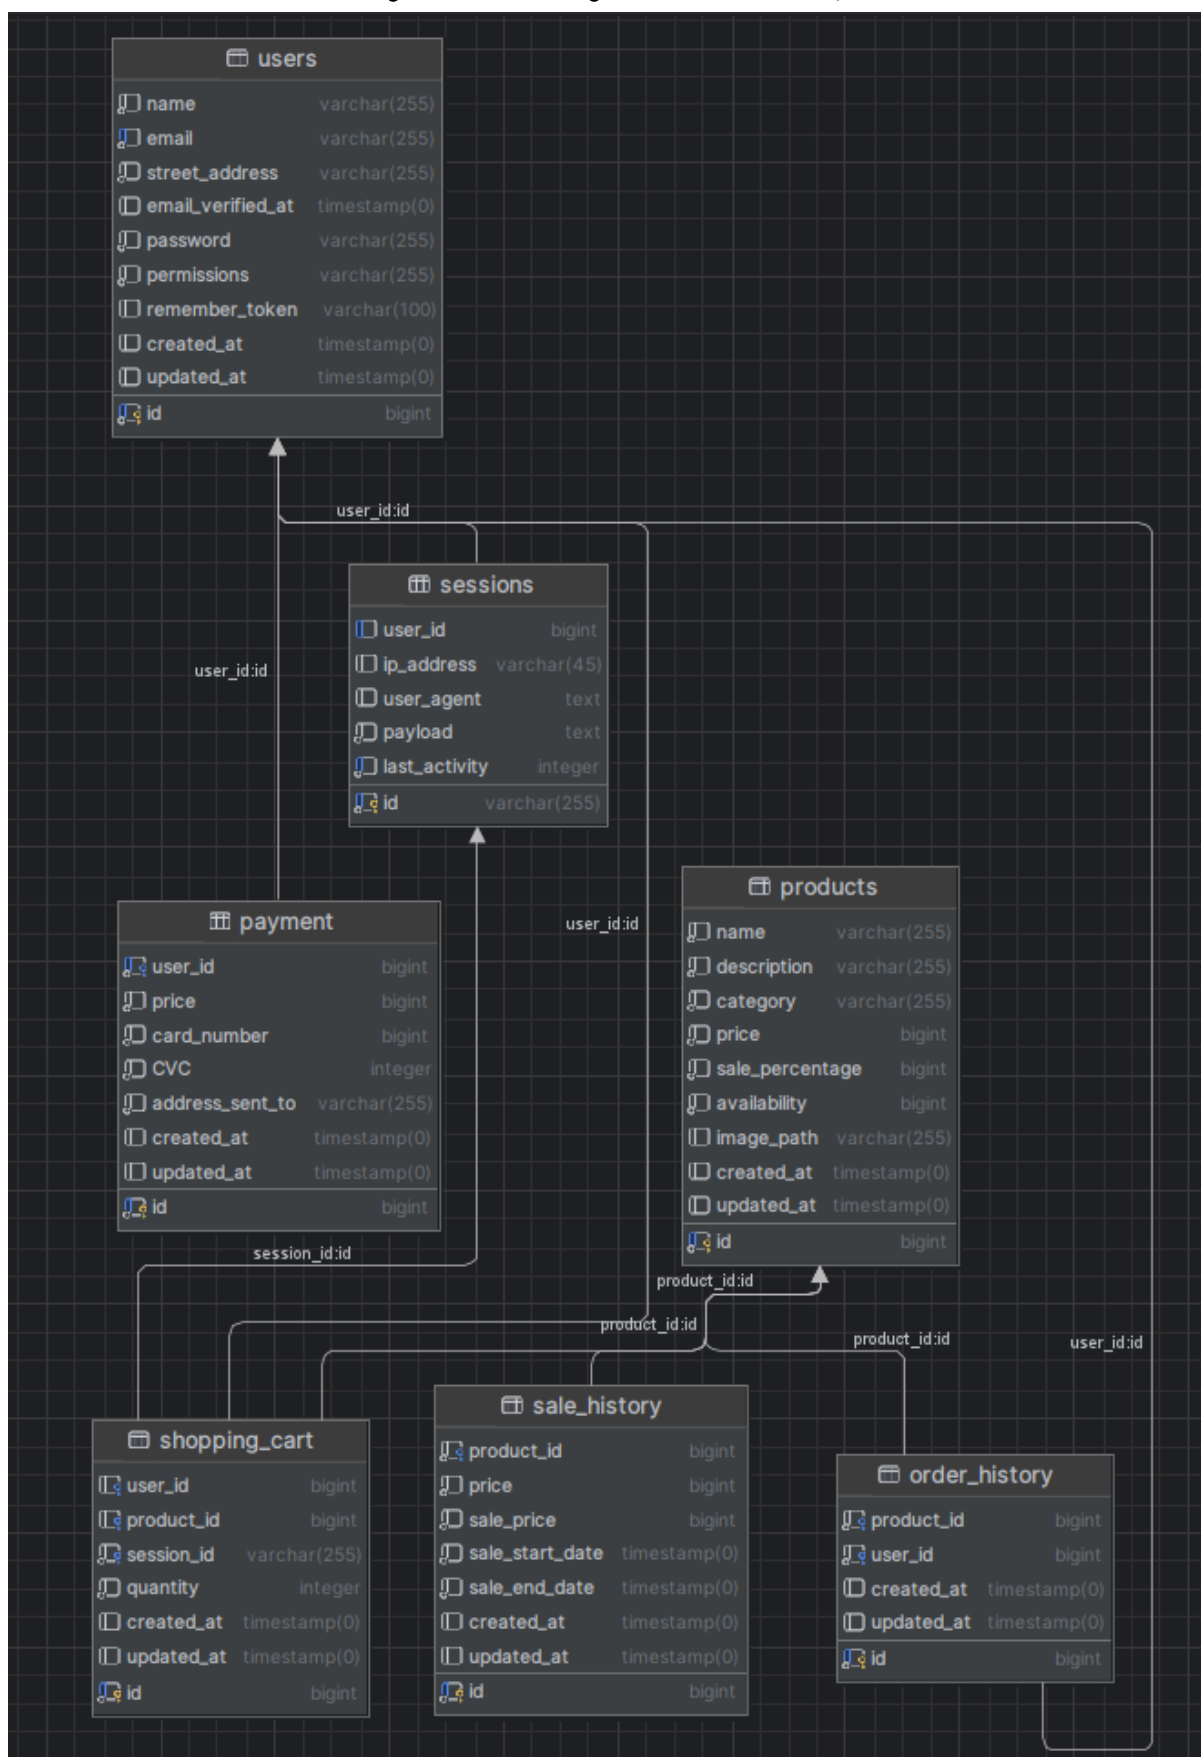 users
name varchar(255)
email varchar(255)
street_address varchar(255)
email_verified_at timestamp(0)
password varchar(255)
permissions varchar(255)
remember_token varchar(100)
created_at timestamp(0)
updated_at timestamp(0)
id bigint
user_id:id
sessions
user_id bigint
ip_address varchar(45)
user_agent text
payload text
last_activity integer
id varchar(255)
user_id:id
payment
user_id bigint
price bigint
card_number bigint
CVC integer
address_sent_to varchar(255)
created_at timestamp(0)
updated_at timestamp(0)
id bigint
user_id:id
products
name varchar(255)
description varchar(255)
category varchar(255)
price bigint
sale_percentage bigint
availability bigint
image_path varchar(255)
created_at timestamp(0)
updated_at timestamp(0)
id bigint
session_id:id
product_id:id
product_id:id
product_id:id
user_id:id
shopping_cart
user_id bigint
product_id bigint
session_id varchar(255)
quantity integer
created_at timestamp(0)
updated_at timestamp(0)
id bigint
sale_history
product_id bigint
price bigint
sale_price bigint
sale_start_date timestamp(0)
sale_end_date timestamp(0)
created_at timestamp(0)
updated_at timestamp(0)
id bigint
order_history
product_id bigint
user_id bigint
created_at timestamp(0)
updated_at timestamp(0)
id bigint